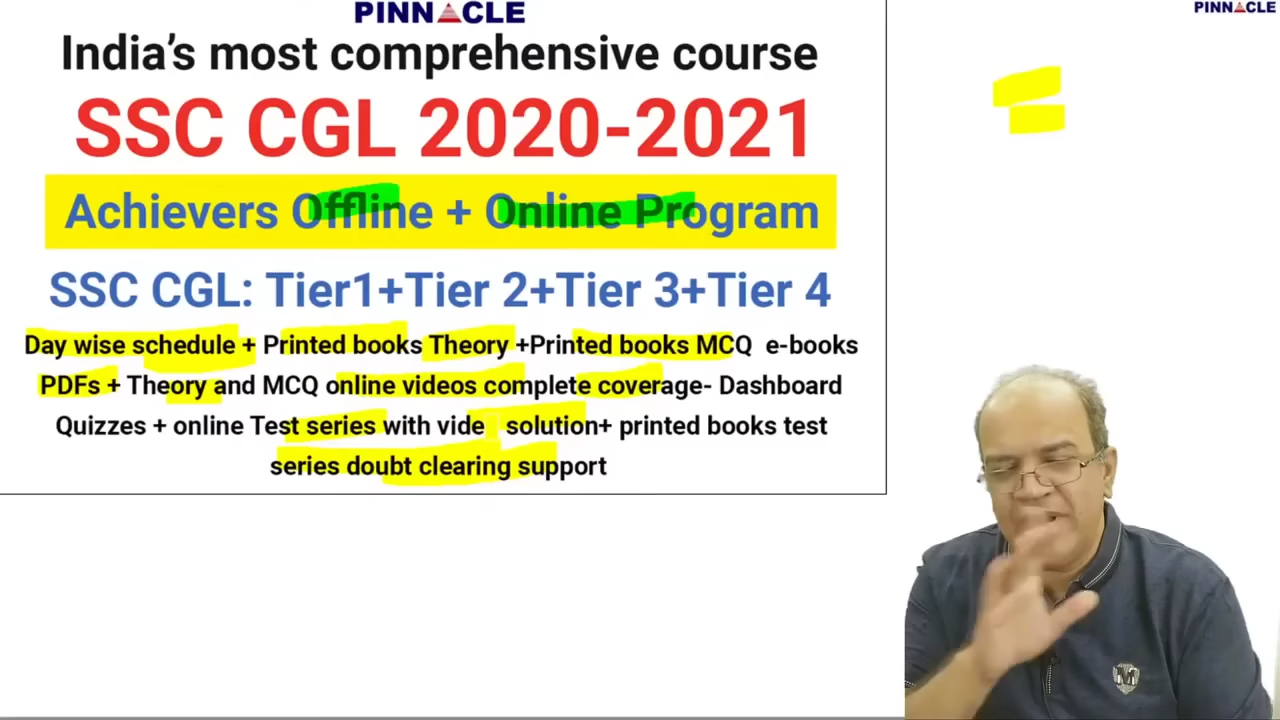 PINNACLE
PINNACLE
India's most comprehensive course
SSC CGL 2020-2021
Achievers Offline + Online Program
SSC CGL: Tier1+Tier 2+Tier 3+Tier 4
Day wise schedule + Printed books Theory +Printed books MCQ e-books
PDFs + Theory and MCQ online videos complete coverage- Dashboard
Quizzes + online Test series with vide solution+ printed books test
series doubt clearing support
M